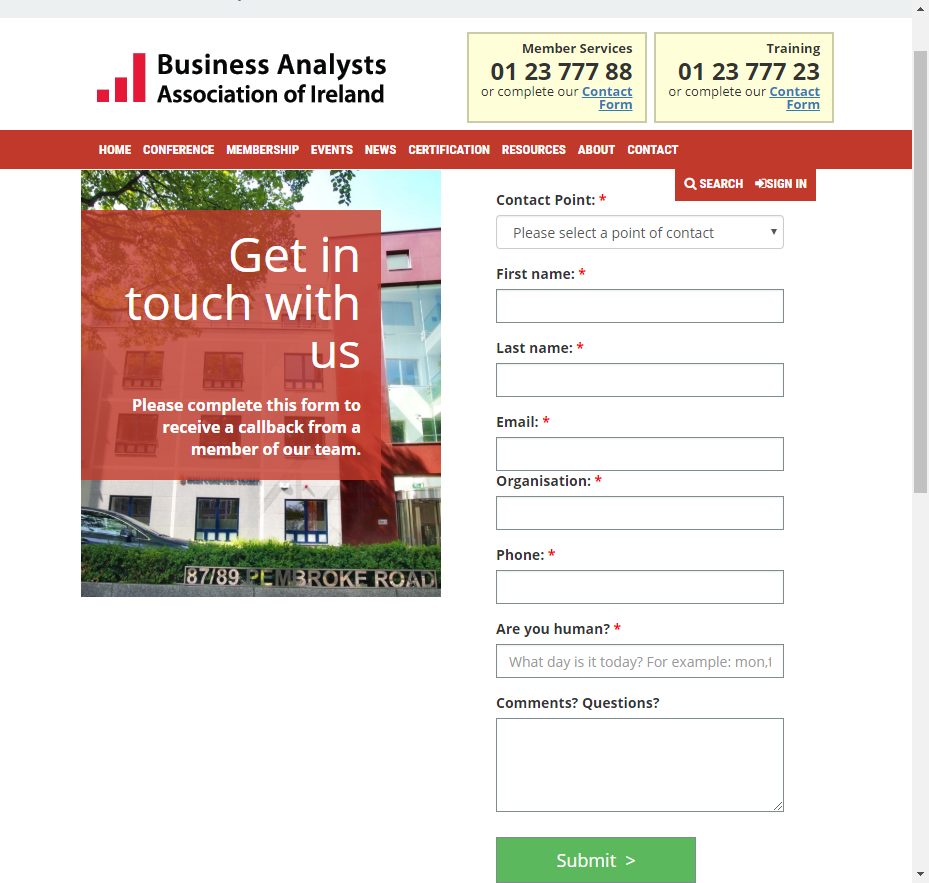 Business Analysts
Association of Ireland
Member Services
01 23 777 88
or complete our Contact
Form
Training
01 23 777 23
or complete our Contact
Form
HOME CONFERENCE MEMBERSHIP EVENTS NEWS CERTIFICATION RESOURCES ABOUT CONTACT
SEARCH SIGN IN
Get in
touch with
us
Please complete this form to
receive a callback from a
member of our team.
87/89 PEMBROKE ROAD
Contact Point: *
Please select a point of contact
First name: *
Last name: *
Email: *
Organisation: *
Phone: *
Are you human? *
What day is it today? For example: mon,t
Comments? Questions?
Submit >